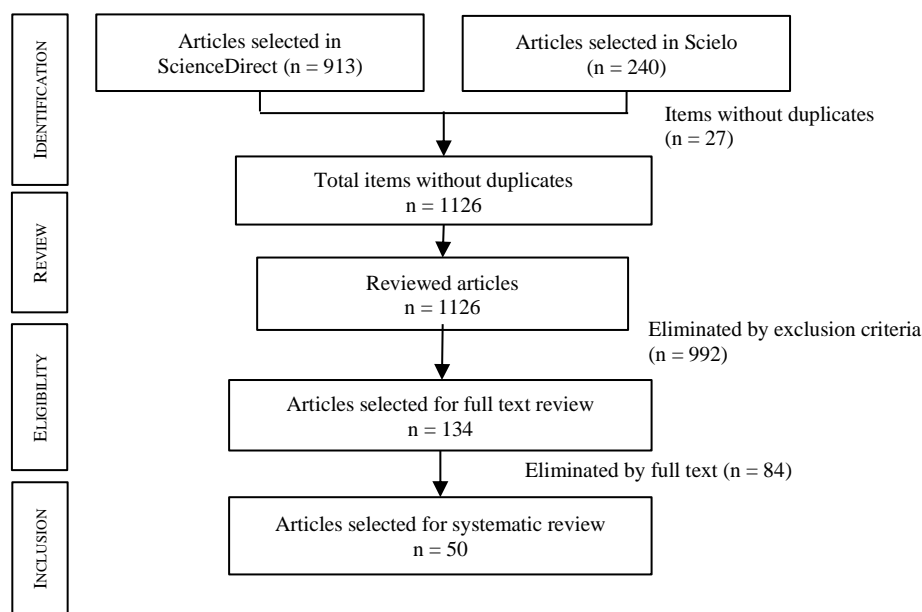 IDENTIFICATION
Articles selected in
ScienceDirect (n = 913)
Articles selected in Scielo
(n = 240)
Items without duplicates
(n = 27)
Total items without duplicates
n = 1126
REVIEW
Reviewed articles
n = 1126
Eliminated by exclusion criteria
(n = 992)
ELIGIBILITY
Articles selected for full text review
n = 134
Eliminated by full text (n = 84)
INCLUSION
Articles selected for systematic review
n = 50